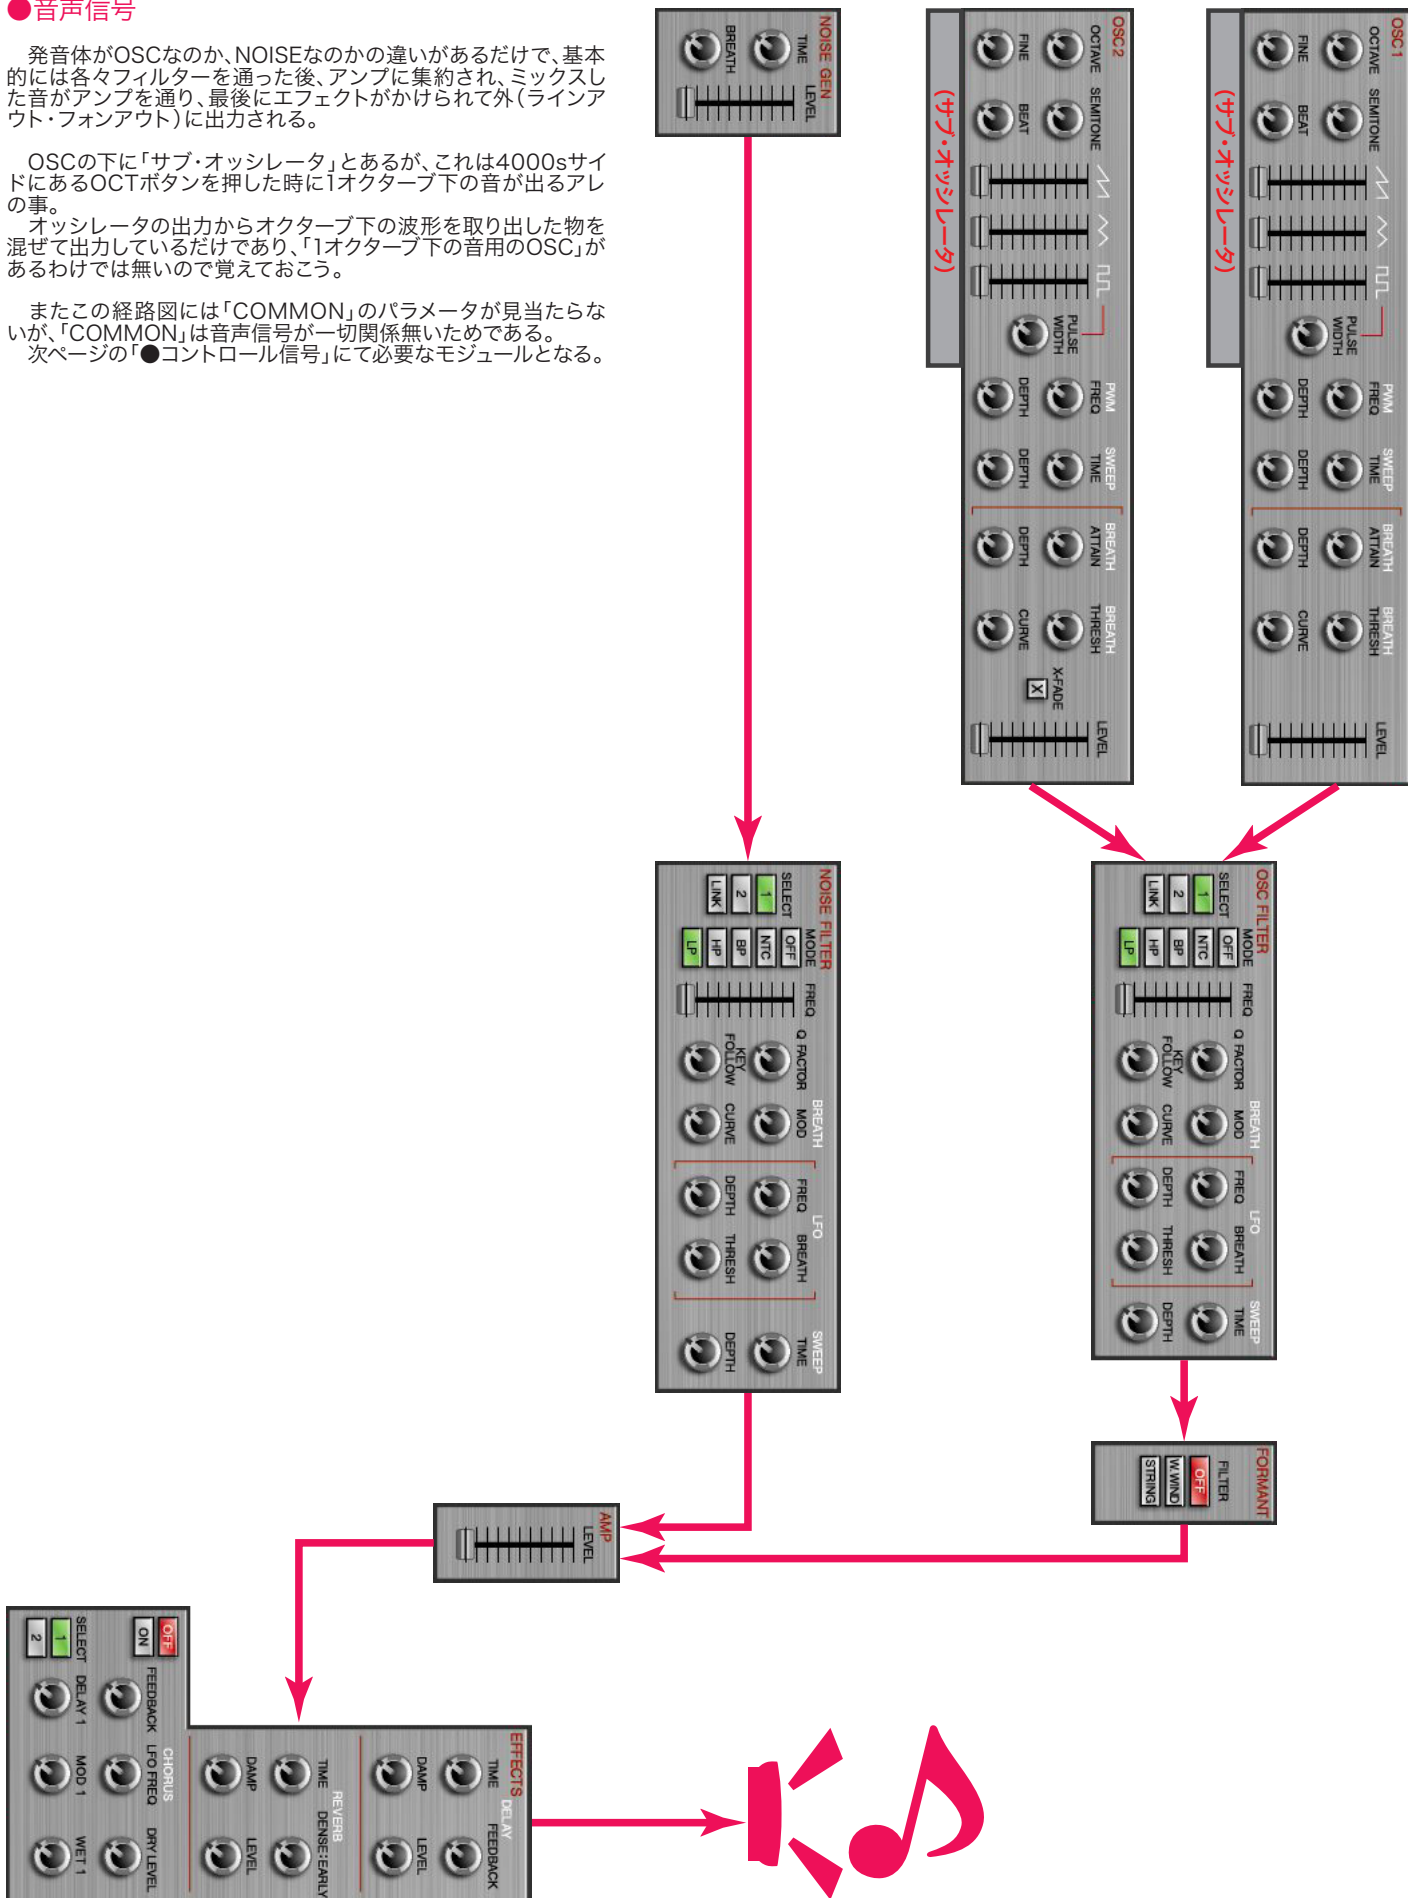 ●音声信号
　発音体がOSCなのか、NOISEなのかの違いがあるだけで、基本
的には各々フィルターを通った後、アンプに集約され、ミックスし
た音がアンプを通り、最後にエフェクトがかけられて外（ラインア
ウト・フォンアウト）に出力される。
　OSCの下に「サブ・オッシレータ」とあるが、これは4000sサイ
ドにあるOCTボタンを押した時に1オクターブ下の音が出るアレ
の事。
　オッシレータの出力からオクターブ下の波形を取り出した物を
混ぜて出力しているだけであり、「1オクターブ下の音用のOSC」が
あるわけでは無いので覚えておこう。
　またこの経路図には「COMMON」のパラメータが見当たらな
いが、「COMMON」は音声信号が一切関係無いためである。
　次ページの「●コントロール信号」にて必要なモジュールとなる。
NOISE GEN
TIME
BREATH
LEVEL
OSC2
OCTAVE
SEMITONE
FINE
BEAT
PULSE
WIDTH
PWM
FREQ
DEPTH
SWEEP
TIME
DEPTH
BREATH
ATTAIN
DEPTH
BREATH
THRESH
CURVE
X-FADE
X
LEVEL
(サブ・オッシレータ)
OSC1
OCTAVE
SEMITONE
FINE
BEAT
PULSE
WIDTH
PWM
FREQ
DEPTH
SWEEP
TIME
DEPTH
BREATH
ATTAIN
DEPTH
BREATH
THRESH
CURVE
LEVEL
(サブ・オッシレータ)
NOISE FILTER
SELECT
1
2
LINK
MODE
OFF
NTC
BP
HP
LP
FREQ
Q FACTOR
KEY
FOLLOW
BREATH
MOD
CURVE
LFO
FREQ
BREATH
DEPTH
THRESH
SWEEP
TIME
DEPTH
OSC FILTER
SELECT
1
2
LINK
MODE
OFF
NTC
BP
HP
LP
FREQ
Q FACTOR
KEY
FOLLOW
BREATH
MOD
CURVE
LFO
FREQ
BREATH
DEPTH
THRESH
SWEEP
TIME
DEPTH
FORMANT
FILTER
OFF
W.WIND
STRING
AMP
LEVEL
EFFECTS
DELAY
TIME
FEEDBACK
DAMP
LEVEL
REVERB
TIME
DENSE:EARLY
DAMP
LEVEL
CHORUS
OFF
ON
FEEDBACK
LFO FREQ
DRY LEVEL
SELECT
1
2
DELAY 1
MOD 1
WET 1